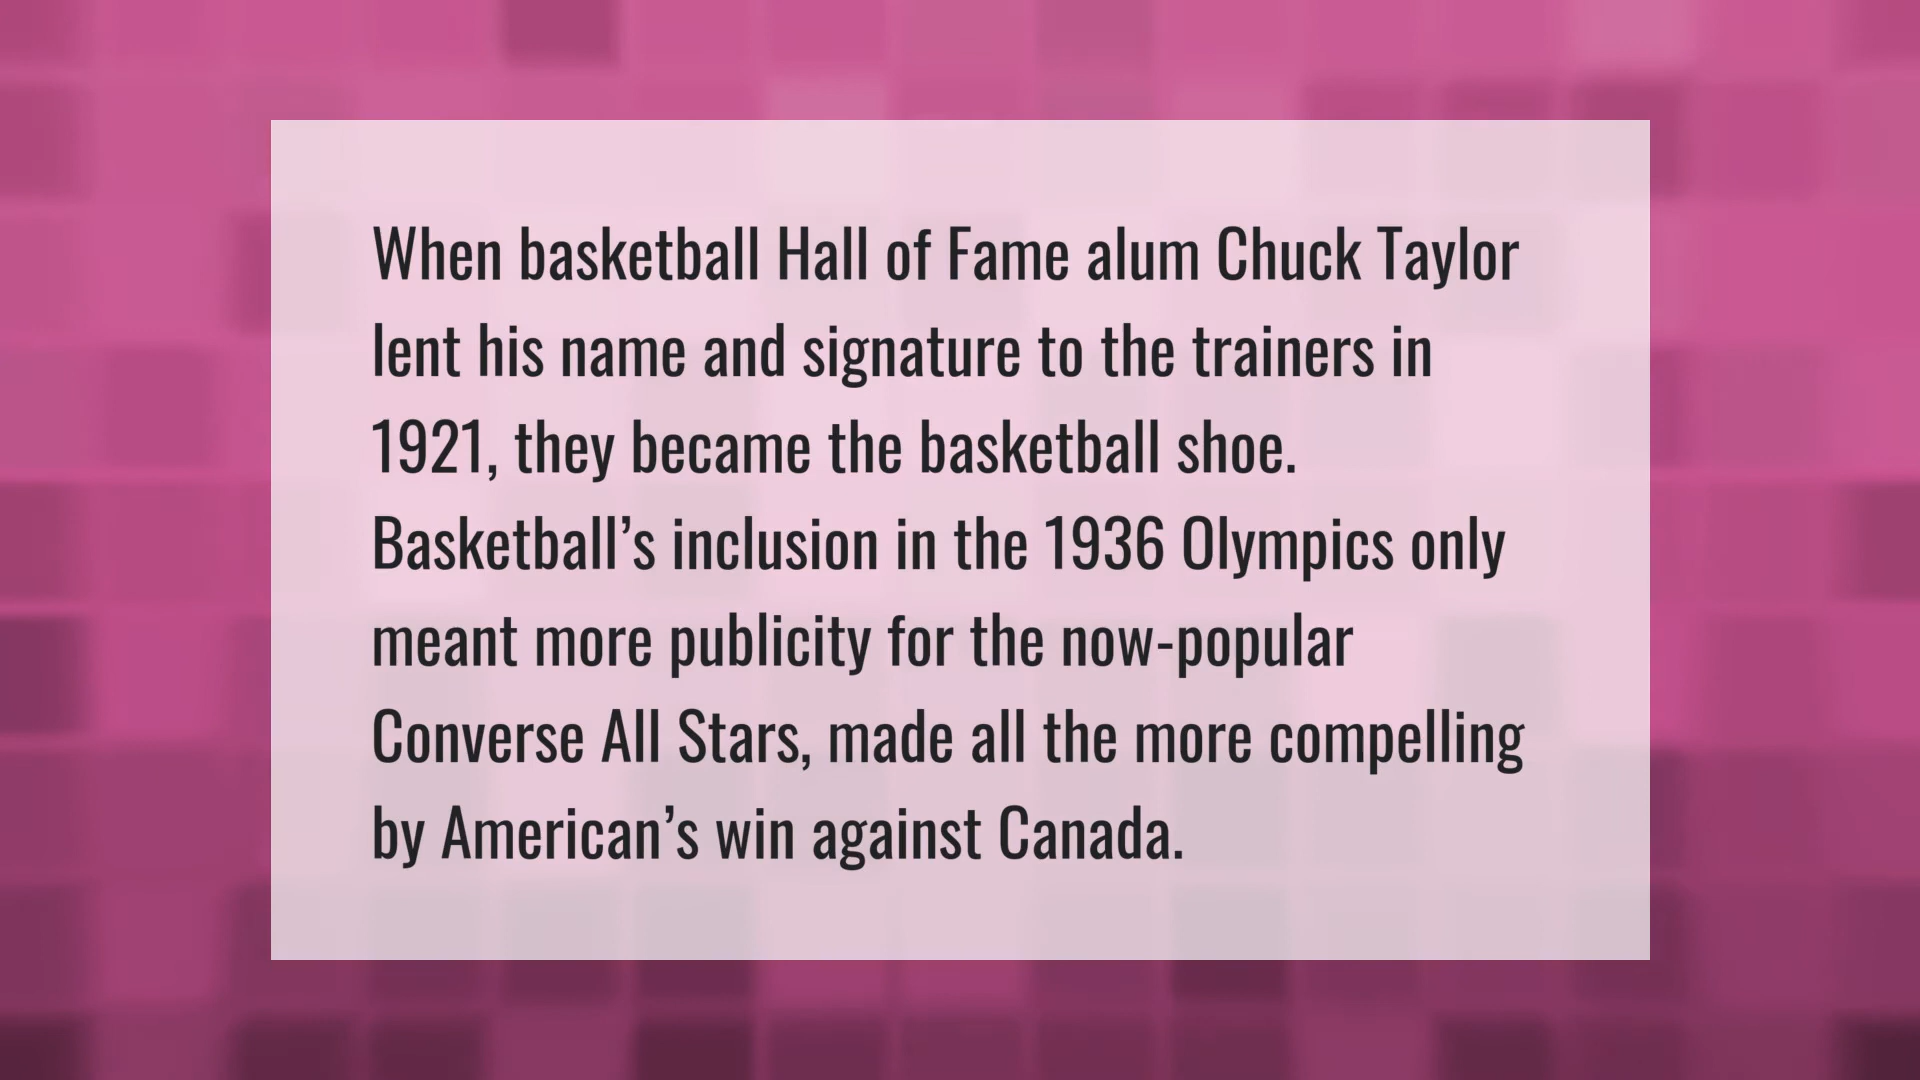 When basketball Hall of Fame alum Chuck Taylor
lent his name and signature to the trainers in
1921, they became the basketball shoe.
Basketball’s inclusion in the 1936 Olympics only
meant more publicity for the now-popular
Converse All Stars, made all the more compelling
by American’s win against Canada.